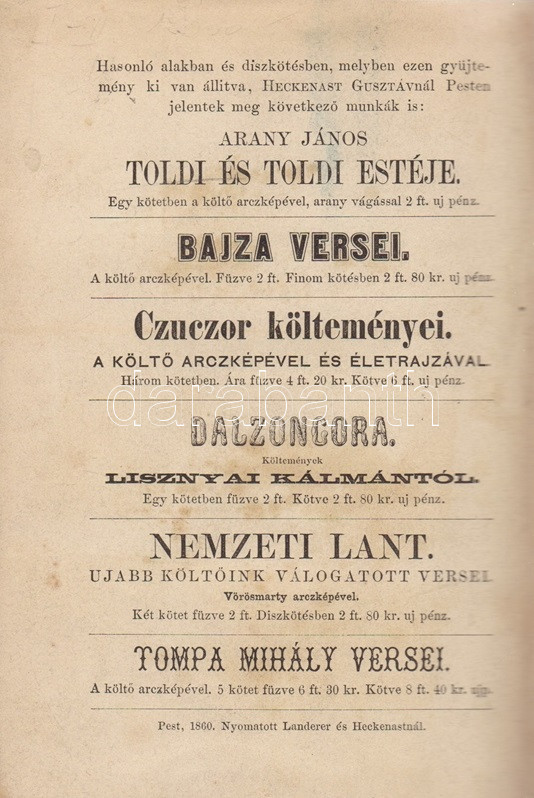 Hasonló alakban és diszkötésben, melyben ezen gyüjte-
mény ki van állitva, HECKENAST GUSZTÁVnál Pesten
jelentek meg következő munkák is:
ARANY JÁNOS
TOLDI ÉS TOLDI ESTÉJE.
Egy kötetben a költő arczképével, arany vágással 2 ft. uj pénz.
BAJZA VERSEI.
A költő arczképével. Füzve 2 ft. Finom kötésben 2 ft. 80 kr. uj pénz.
Czuczor költeményei.
A KÖLTŐ ARCZKÉPÉVEL ÉS ÉLETRAJZÁVAL.
Három kötetben. Ára füzve 4 ft. 20 kr. Kötve 6 ft. uj pénz.
darabanth
DALZONGORA.
Költemények
LISZNYAI KÁLMÁNTÓL.
Egy kötetben füzve 2 ft. Kötve 2 ft. 80 kr. uj pénz.
NEMZETI LANT.
UJABB KÖLTŐINK VÁLOGATOTT VERSEI.
Vörösmarty arczképével.
Két kötet füzve 2 ft. Diszkötésben 2 ft. 80 kr. uj pénz.
TOMPA MIHÁLY VERSEI.
A költő arczképével. 5 kötet füzve 6 ft. 30 kr. Kötve 8 ft. 40 kr. ujp.
Pest, 1860. Nyomatott Landerer és Heckenastnál.